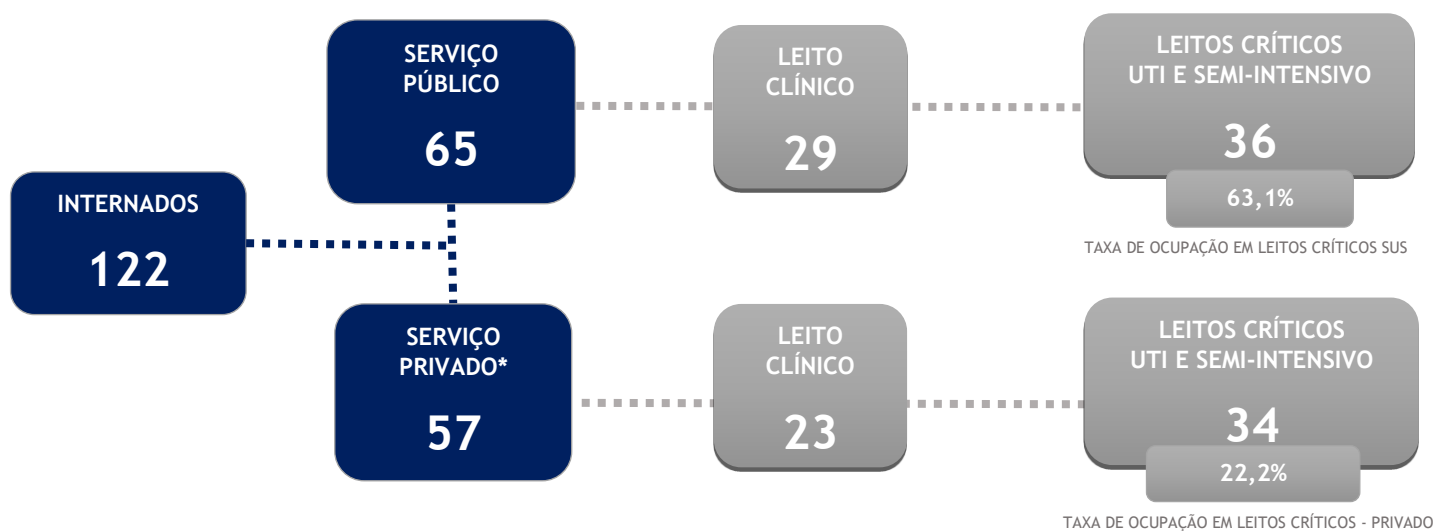 INTERNADOS
122
SERVIÇO
PÚBLICO
65
LEITO
CLÍNICO
29
LEITOS CRÍTICOS
UTI E SEMI-INTENSIVO
36
63,1%
TAXA DE OCUPAÇÃO EM LEITOS CRÍTICOS SUS
SERVIÇO
PRIVADO*
57
LEITO
CLÍNICO
23
LEITOS CRÍTICOS
UTI E SEMI-INTENSIVO
34
22,2%
TAXA DE OCUPAÇÃO EM LEITOS CRÍTICOS - PRIVADO